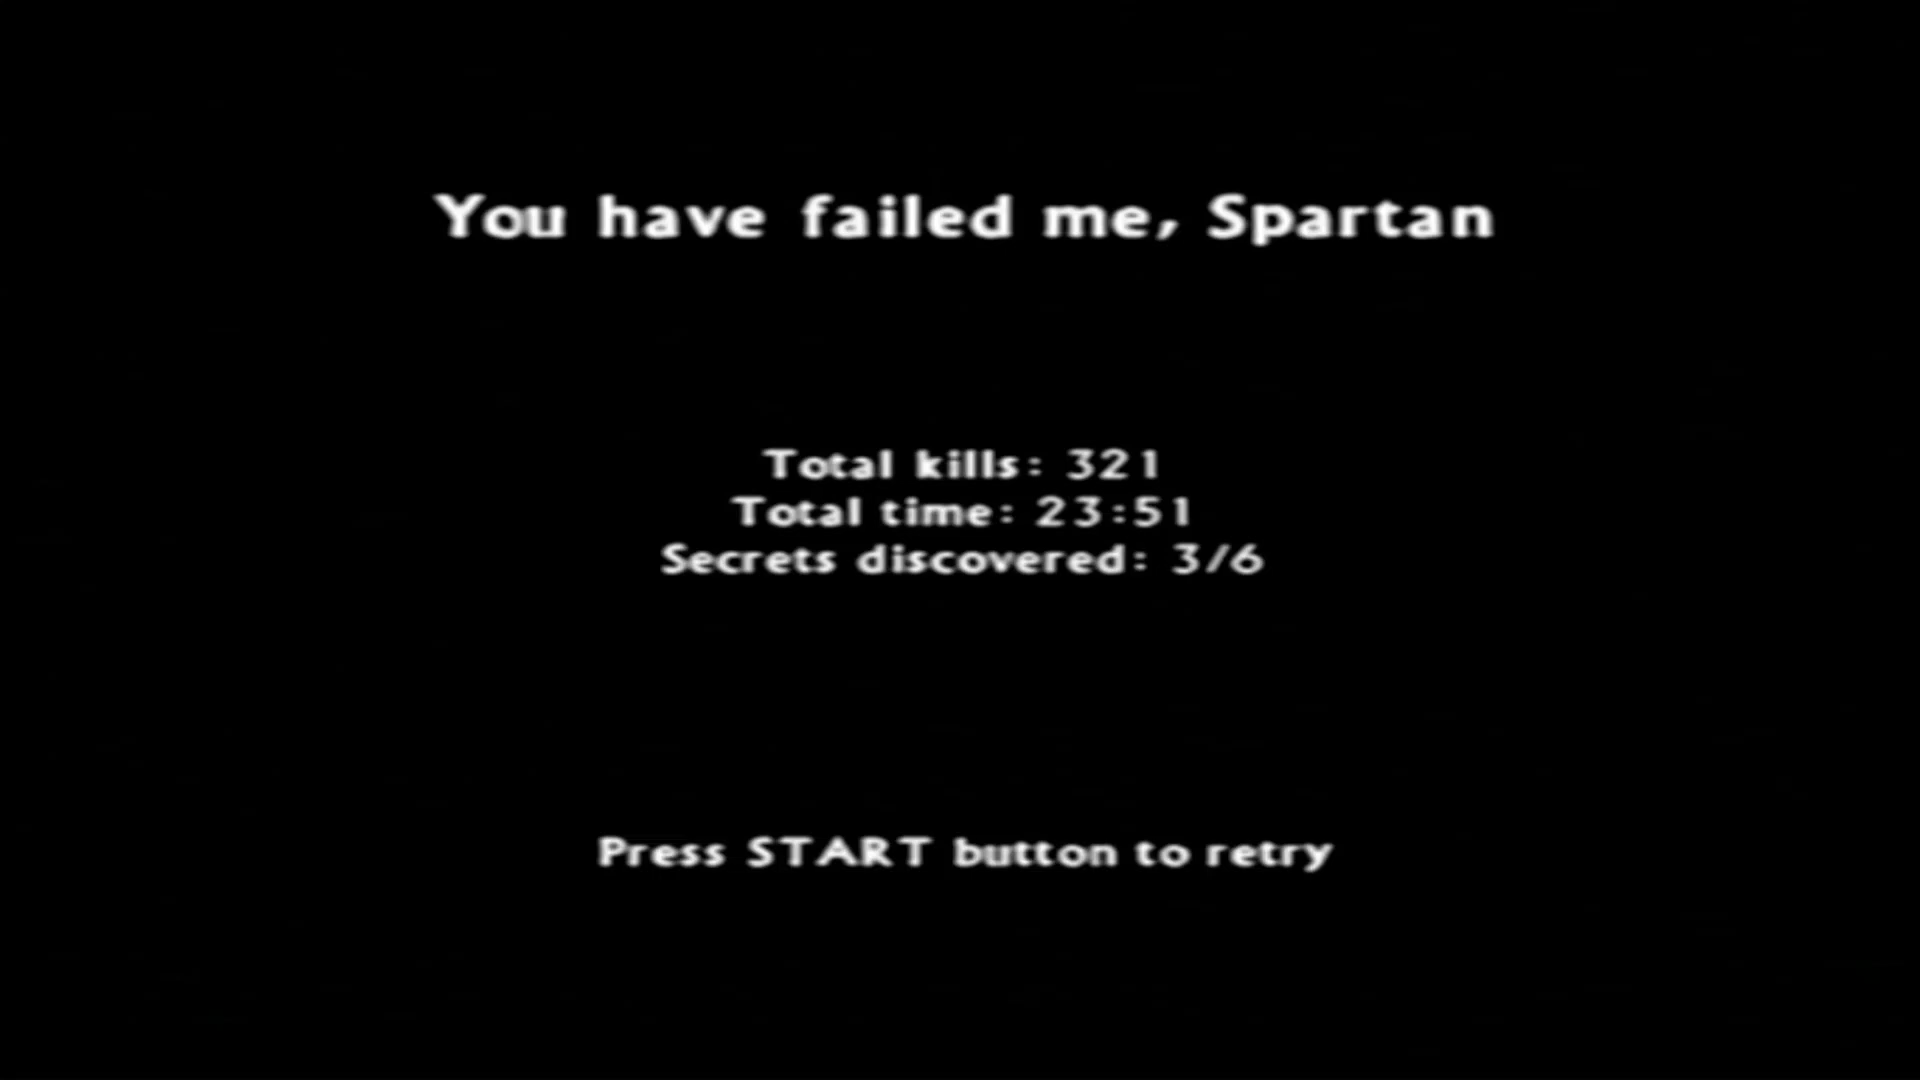 You have failed me, Spartan
Total kills: 321
Total time: 23:51
Secrets discovered: 3/6
Press START button to retry